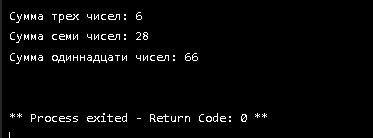 Сумма трех чисел: 6
Сумма семи чисел: 28
Сумма одиннадцати чисел: 66
** Process exited - Return Code: 0 **